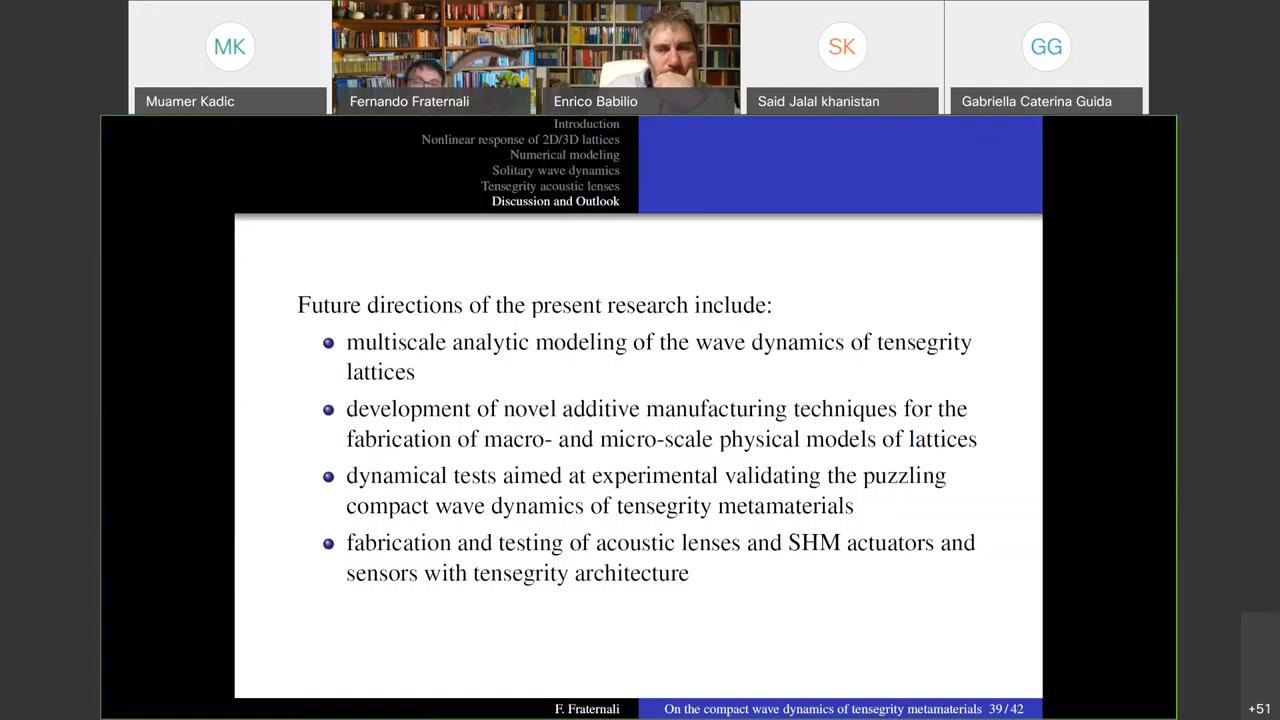 MK
SK
GG
Muamer Kadic
Fernando Fraternali
Enrico Babilio
Said Jalal khanistan
Gabriella Caterina Guida
Introduction
Nonlinear response of 2D/3D lattices
Numerical modeling
Solitary wave dynamics
Tensegrity acoustic lenses
Discussion and Outlook
Future directions of the present research include:
multiscale analytic modeling of the wave dynamics of tensegrity
lattices
development of novel additive manufacturing techniques for the
fabrication of macro- and micro-scale physical models of lattices
dynamical tests aimed at experimental validating the puzzling
compact wave dynamics of tensegrity metamaterials
fabrication and testing of acoustic lenses and SHM actuators and
sensors with tensegrity architecture
F. Fraternali
On the compact wave dynamics of tensegrity metamaterials 39 / 42
+51